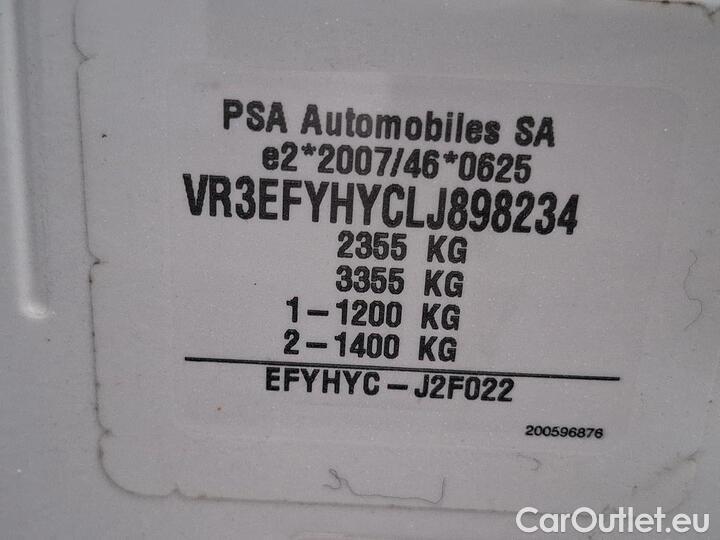 PSA Automobiles SA
e2*2007/46*0625
VR3EFYHYCLJ898234
2355 KG
3355 KG
1-1200 KG
2-1400 KG
EFYHYC-J2F022
200596876
CarOutlet.eu